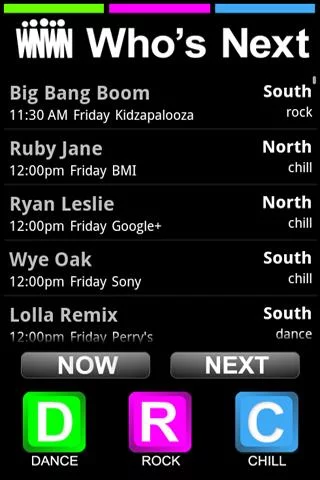 WNWN Who's Next
Big Bang Boom South
11:30 AM Friday Kidzapalooza rock
Ruby Jane North
12:00pm Friday BMI chill
Ryan Leslie North
12:00pm Friday Google+ chill
Wye Oak South
12:00pm Friday Sony chill
Lolla Remix South
12:00pm Friday Perry's dance
NOW NEXT
D R C
DANCE ROCK CHILL